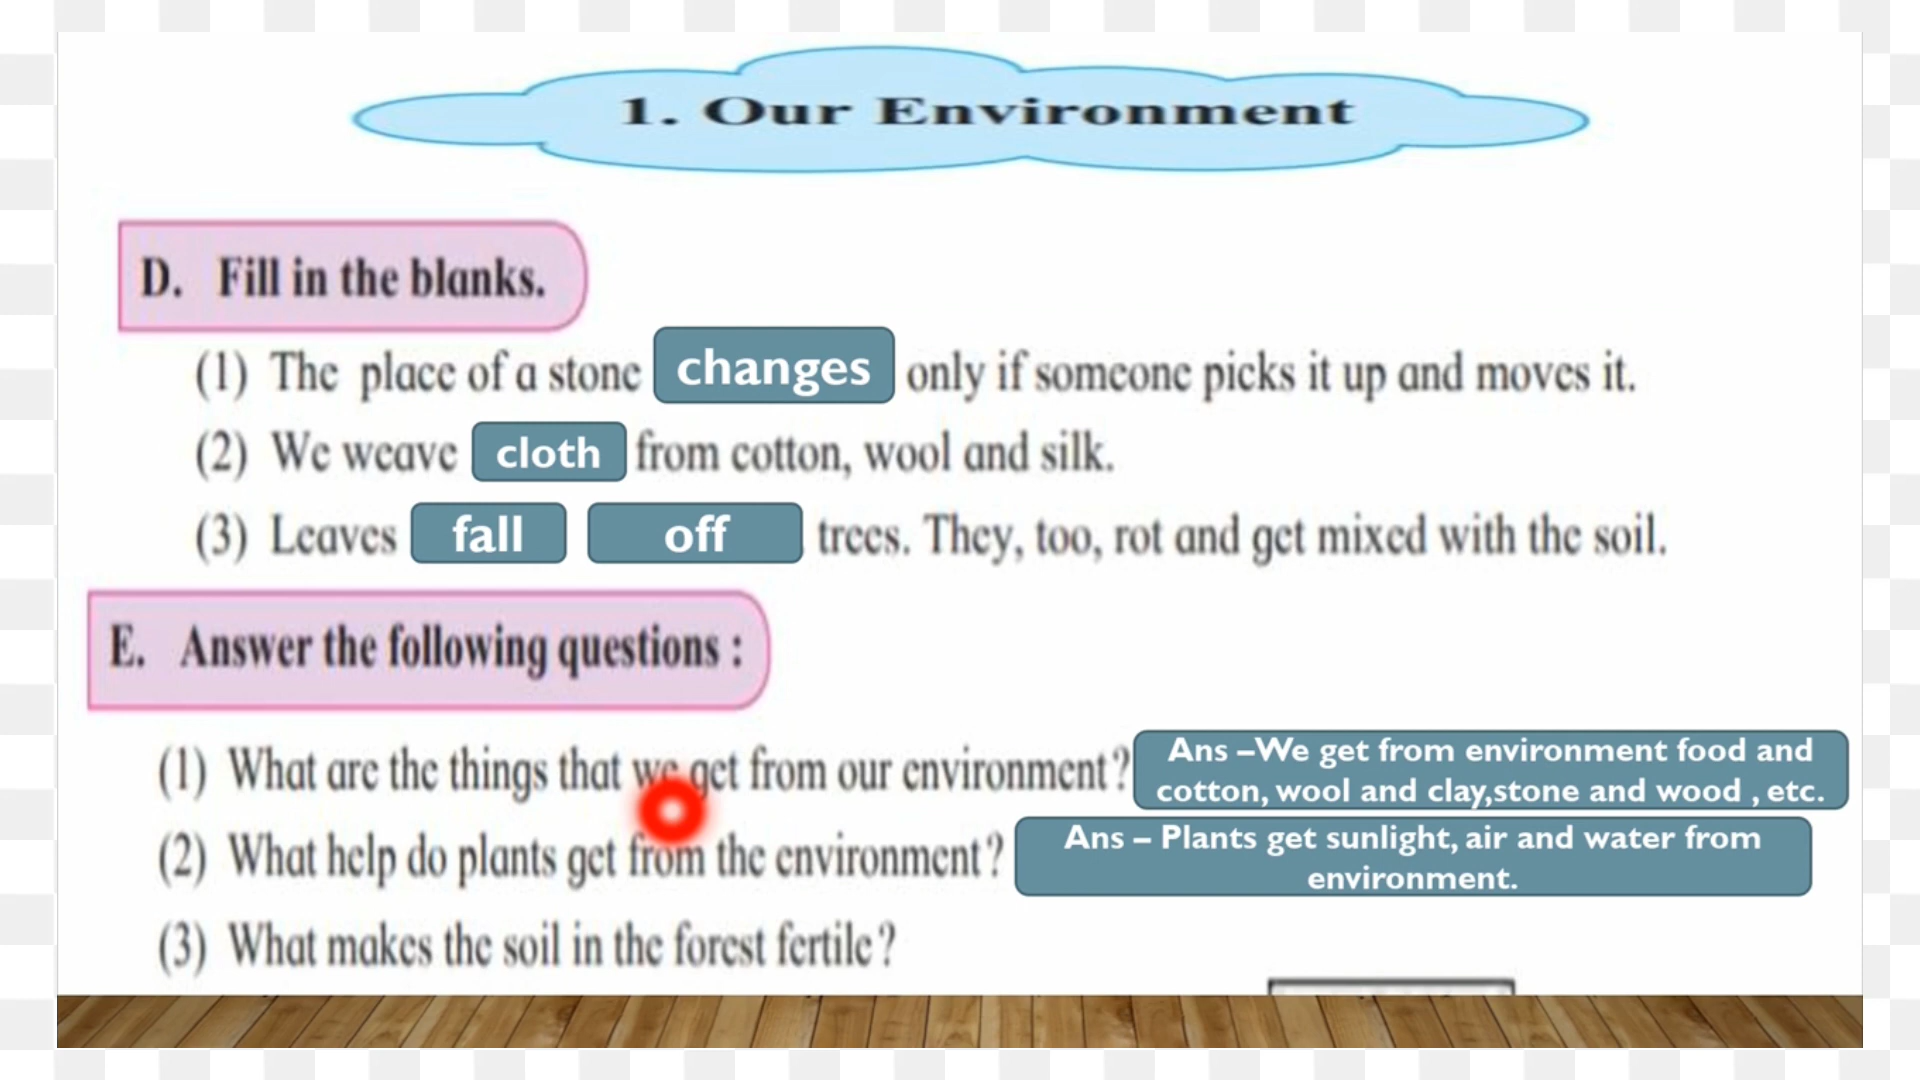 1. Our Environment
D. Fill in the blanks.
(1) The place of a stone changes only if someone picks it up and moves it.
(2) We weave cloth from cotton, wool and silk.
(3) Leaves fall off trees. They, too, rot and get mixed with the soil.
E. Answer the following questions :
(1) What are the things that we get from our environment?
Ans –We get from environment food and
cotton, wool and clay,stone and wood , etc.
(2) What help do plants get from the environment?
Ans – Plants get sunlight, air and water from
environment.
(3) What makes the soil in the forest fertile?